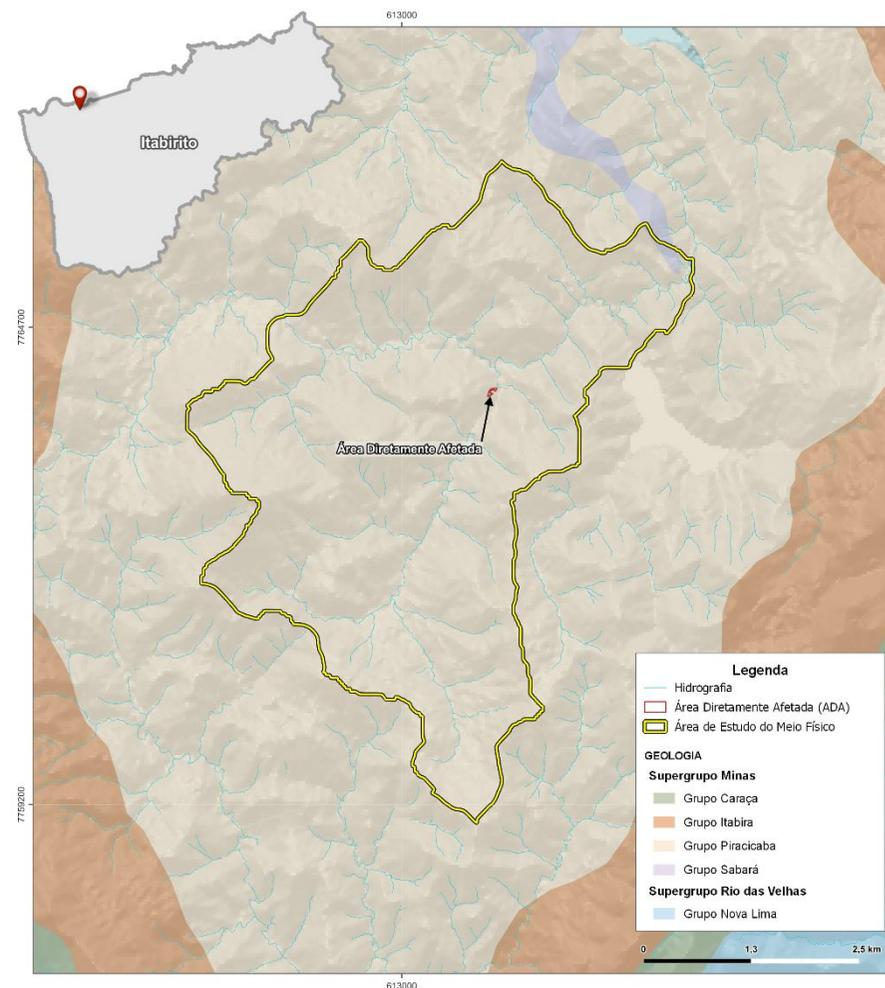 613000
Itabirito
7764700
Área Diretamente Afetada
7759200
Legenda
Hidrografia
Área Diretamente Afetada (ADA)
Área de Estudo do Meio Físico
GEOLOGIA
Supergrupo Minas
Grupo Caraça
Grupo Itabira
Grupo Piracicaba
Grupo Sabará
Supergrupo Rio das Velhas
Grupo Nova Lima
0 1,3 2,5 km
613000